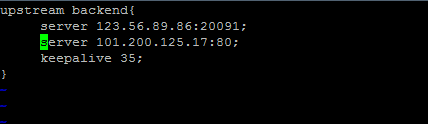 upstream backend{
server 123.56.89.86:20091;
server 101.200.125.17:80;
keepalive 35;
}
~
~
~